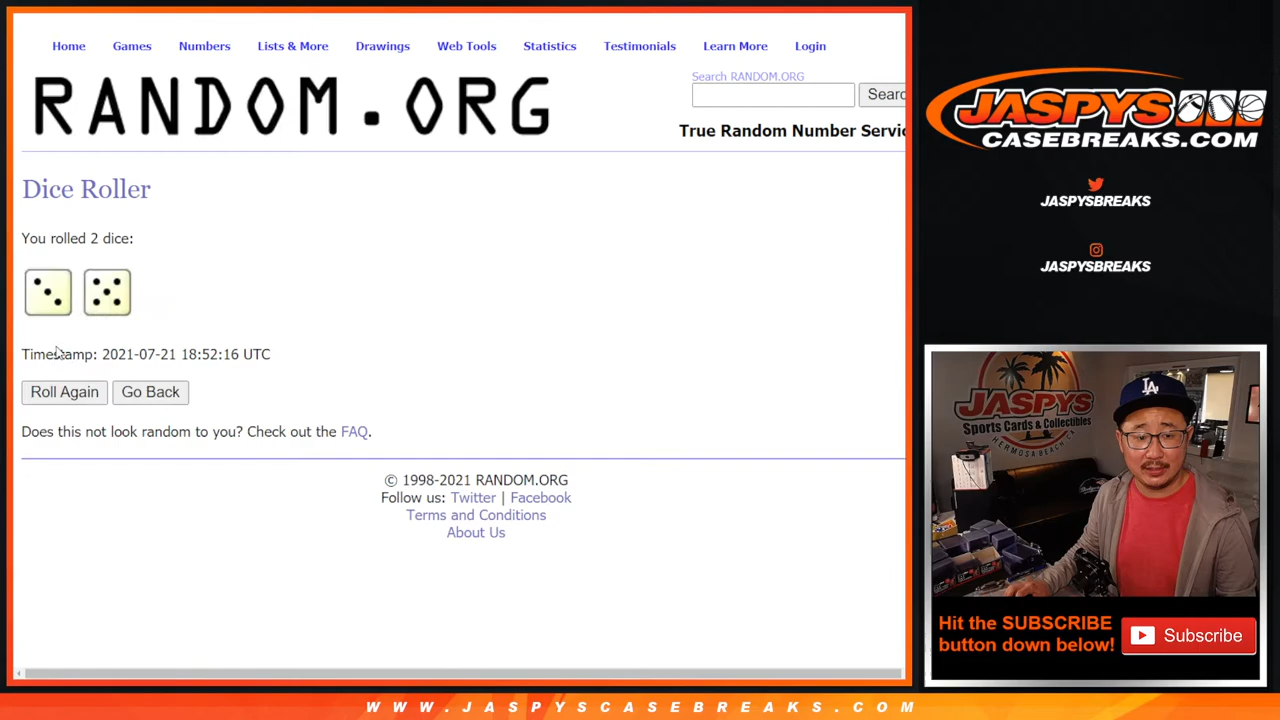 Home Games Numbers Lists & More Drawings Web Tools Statistics Testimonials Learn More Login
RANDOM.ORG
Search RANDOM.ORG
Searc
True Random Number Servic
Dice Roller
You rolled 2 dice:
Timestamp: 2021-07-21 18:52:16 UTC
Roll Again Go Back
Does this not look random to you? Check out the FAQ.
© 1998-2021 RANDOM.ORG
Follow us: Twitter | Facebook
Terms and Conditions
About Us
JASPYS
CASEBREAKS.COM
JASPYSBREAKS
JASPYSBREAKS
JASPYS
Sports Cards & Collectibles
HERMOSA BEACH, CA
LA
Hit the SUBSCRIBE
button down below!
Subscribe
WWW.JASPYSCASEBREAKS.COM